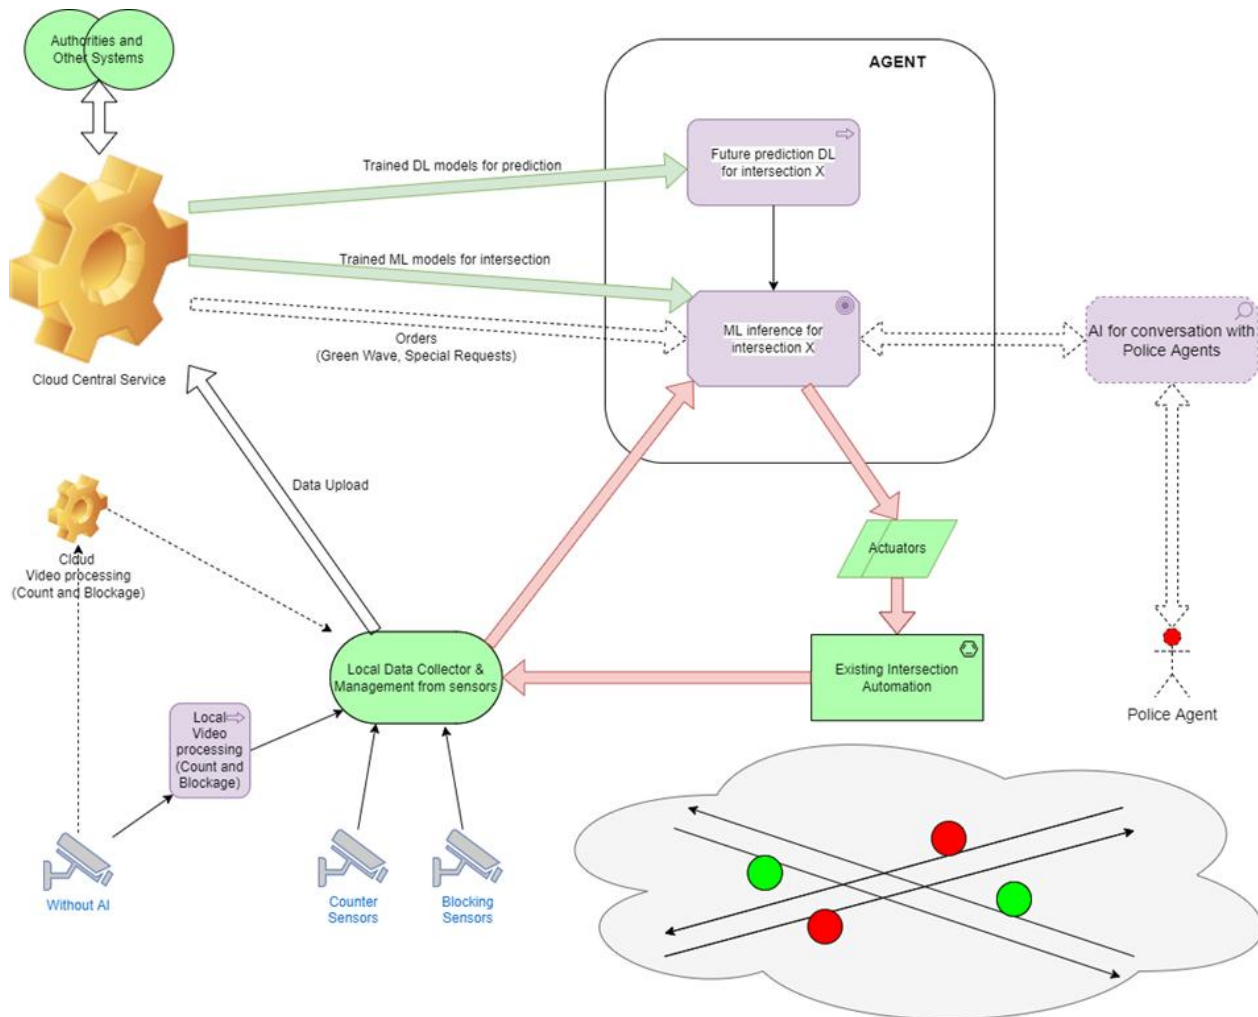 Authorities and
Other Systems
AGENT
Future prediction DL
for intersection X
Trained DL models for prediction
Trained ML models for intersection
Orders
(Green Wave, Special Requests)
ML inference for
intersection X
AI for conversation with
Police Agents
Cloud Central Service
Data Upload
Cloud
Video processing
(Count and Blockage)
Actuators
Local Data Collector &
Management from sensors
Existing Intersection
Automation
Police Agent
Local
Video
processing
(Count and
Blockage)
Without AI
Counter
Sensors
Blocking
Sensors